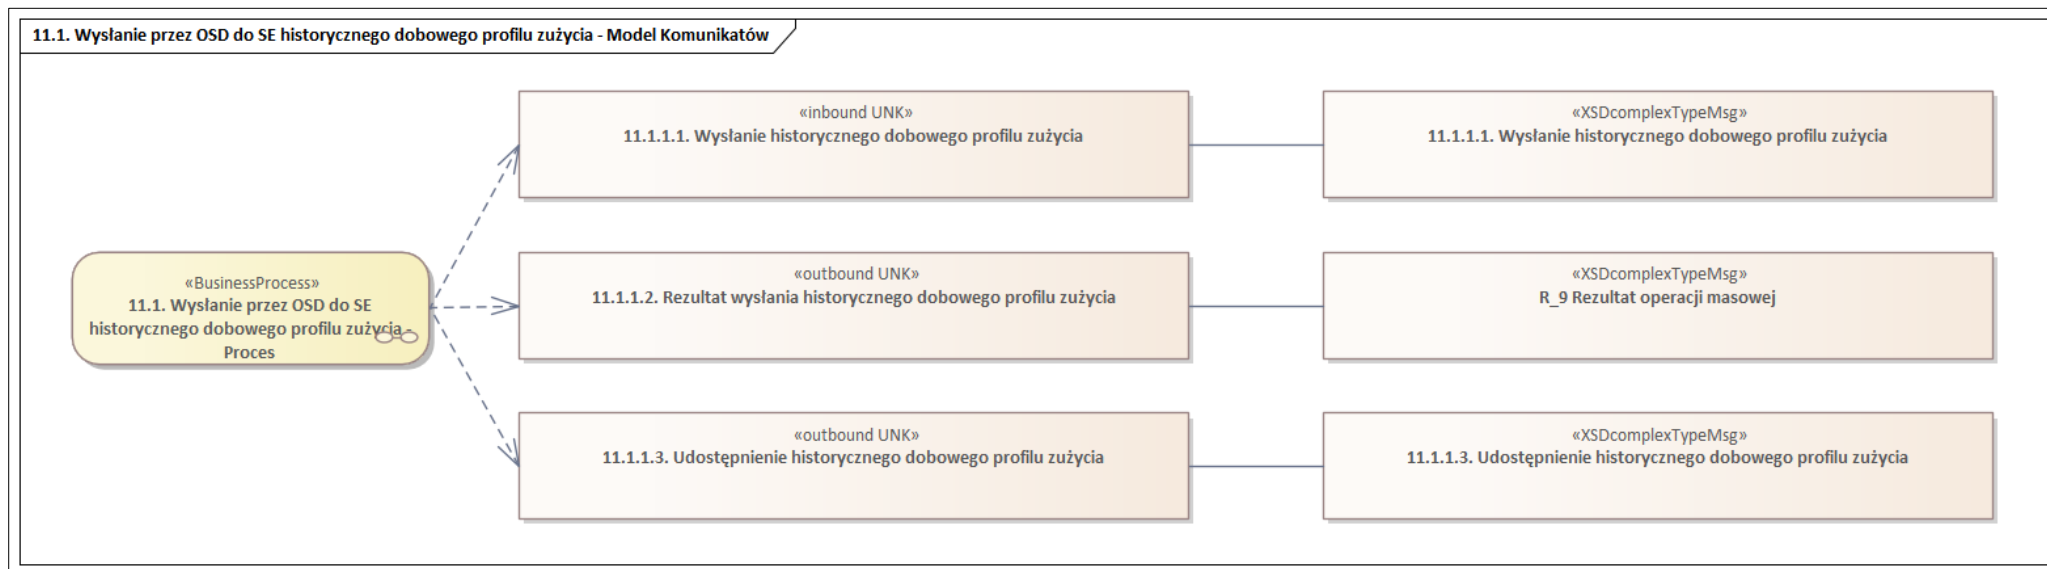 11.1. Wysłanie przez OSD do SE historycznego dobowego profilu zużycia - Model Komunikatów
«inbound UNK»
11.1.1.1. Wysłanie historycznego dobowego profilu zużycia
«XSDcomplexTypeMsg»
11.1.1.1. Wysłanie historycznego dobowego profilu zużycia
«BusinessProcess»
11.1. Wysłanie przez OSD do SE
historycznego dobowego profilu zużycia -
Proces
«outbound UNK»
11.1.1.2. Rezultat wysłania historycznego dobowego profilu zużycia
«XSDcomplexTypeMsg»
R_9 Rezultat operacji masowej
«outbound UNK»
11.1.1.3. Udostępnienie historycznego dobowego profilu zużycia
«XSDcomplexTypeMsg»
11.1.1.3. Udostępnienie historycznego dobowego profilu zużycia